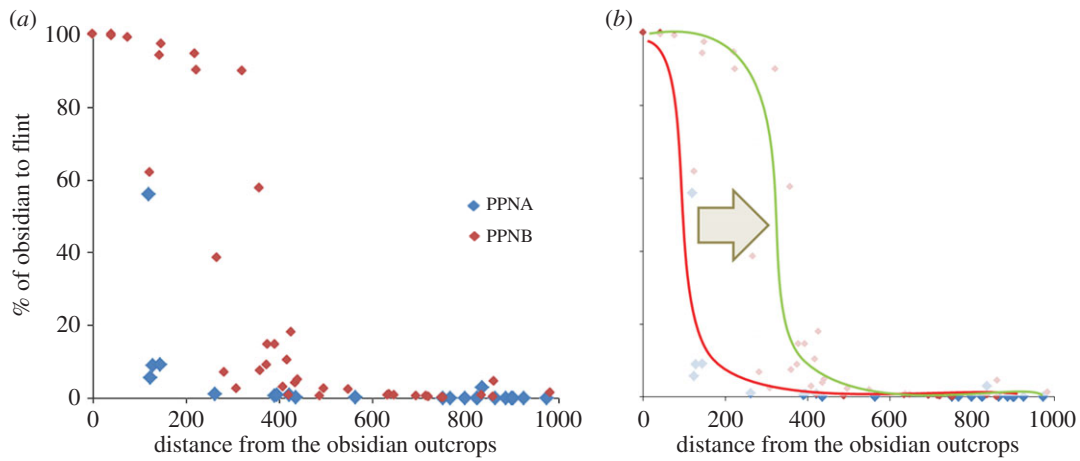 (a)
100
80
60
40
20
0
% of obsidian to flint
PPNA
PPNB
0 200 400 600 800 1000
distance from the obsidian outcrops
(b)
0 200 400 600 800 1000
distance from the obsidian outcrops